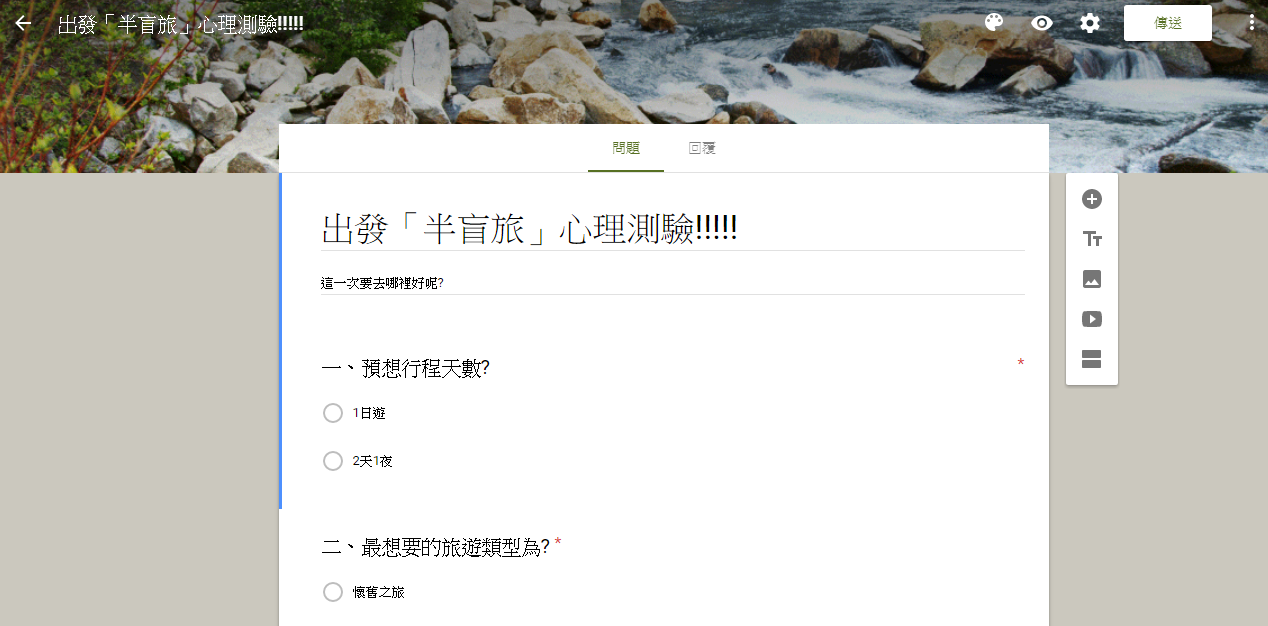 出發「半盲旅」心理測驗!!!!!
傳送
問題
回覆
出發「半盲旅」心理測驗!!!!!
這一次要去哪裡好呢?
一、預想行程天數? *
1日遊
2天1夜
二、最想要的旅遊類型為? *
懷舊之旅